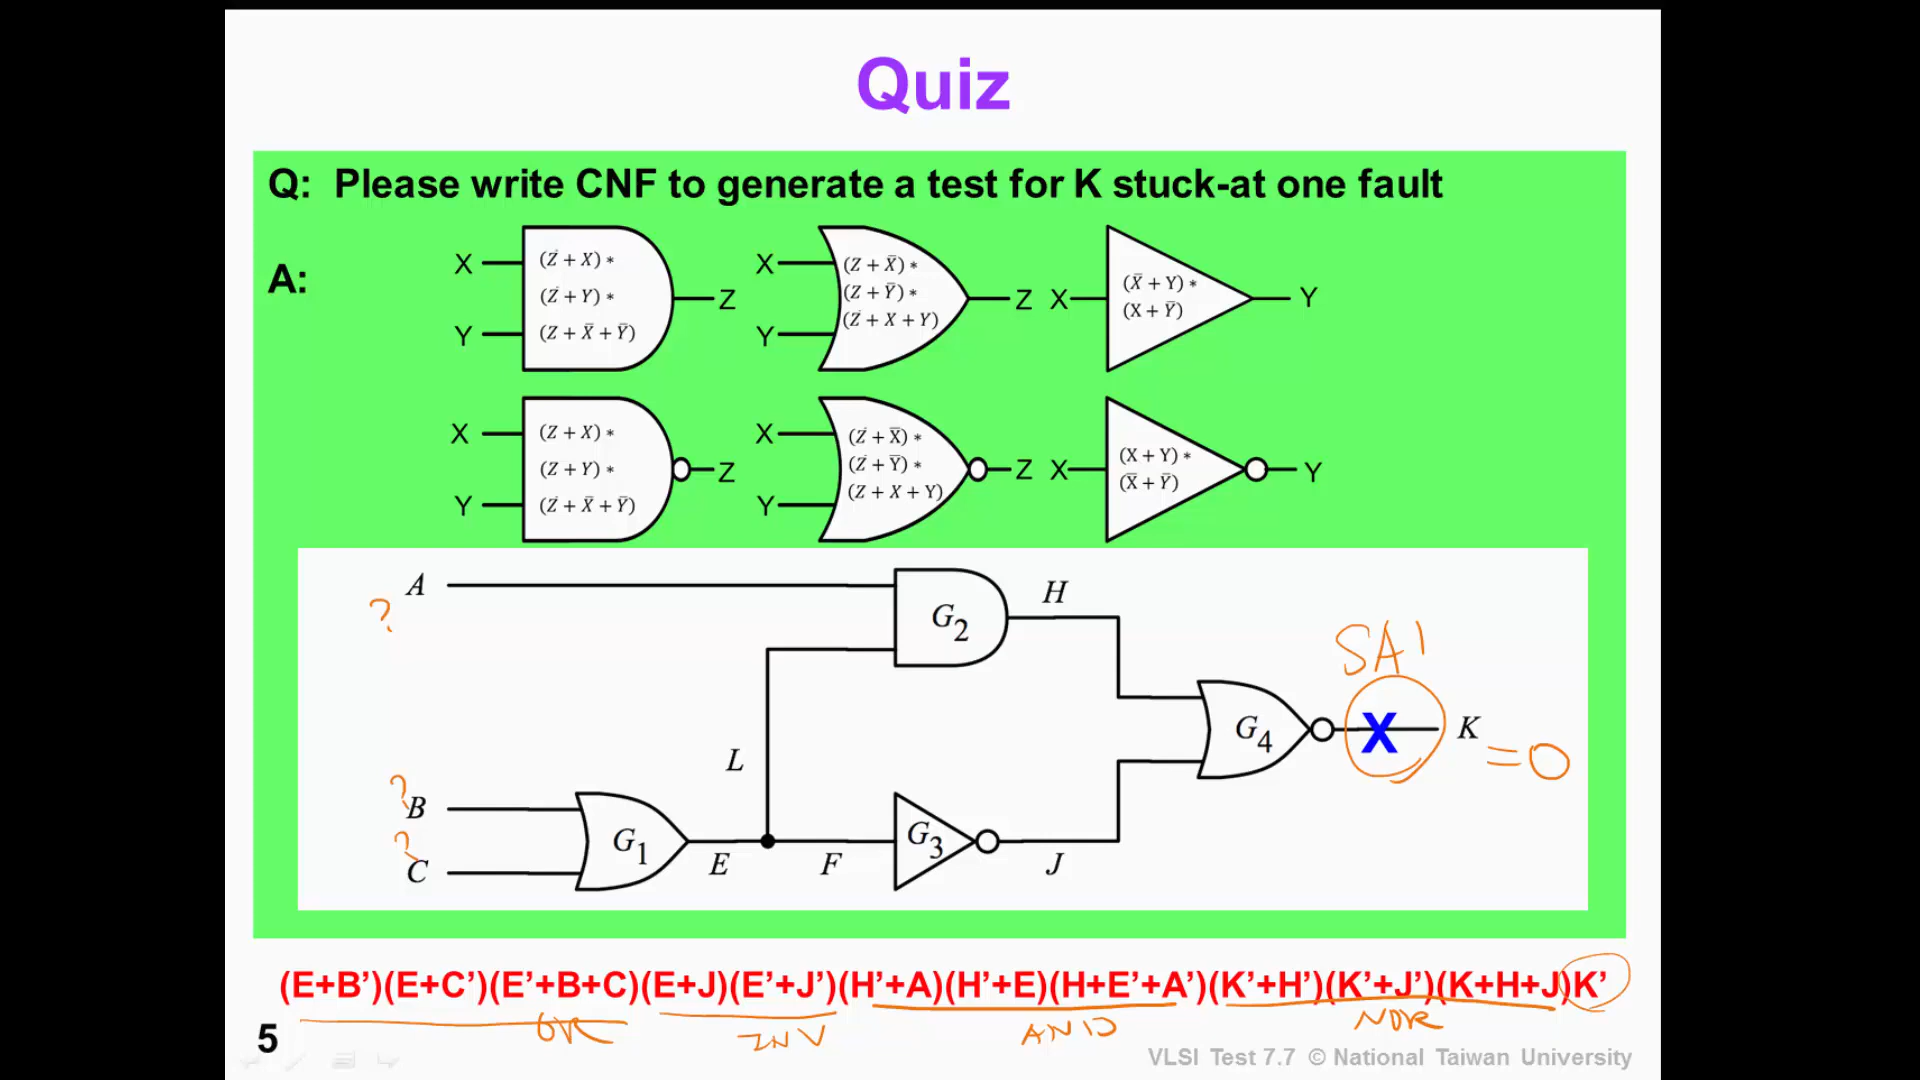 Quiz
Q: Please write CNF to generate a test for K stuck-at one fault
A:
X
Y
(Z̄ + X) ∗
(Z̄ + Y) ∗
(Z + X̄ + Ȳ)
Z
X
Y
(Z + X̄) ∗
(Z + Ȳ) ∗
(Z̄ + X + Y)
Z
X
(X̄ + Y) ∗
(X + Ȳ)
Y
X
Y
(Z + X) ∗
(Z + Y) ∗
(Z̄ + X̄ + Ȳ)
Z
X
Y
(Z̄ + X̄) ∗
(Z̄ + Ȳ) ∗
(Z + X + Y)
Z
X
(X + Y) ∗
(X̄ + Ȳ)
Y
A
?
G2
H
SA1
L
G4
X
K
=0
?
B
?
C
G1
E
F
G3
J
(E+B’)(E+C’)(E’+B+C)(E+J)(E’+J’)(H’+A)(H’+E)(H+E’+A’)(K’+H’)(K’+J’)(K+H+J)K’
OR
INV
AND
NOR
5
VLSI Test 7.7 © National Taiwan University